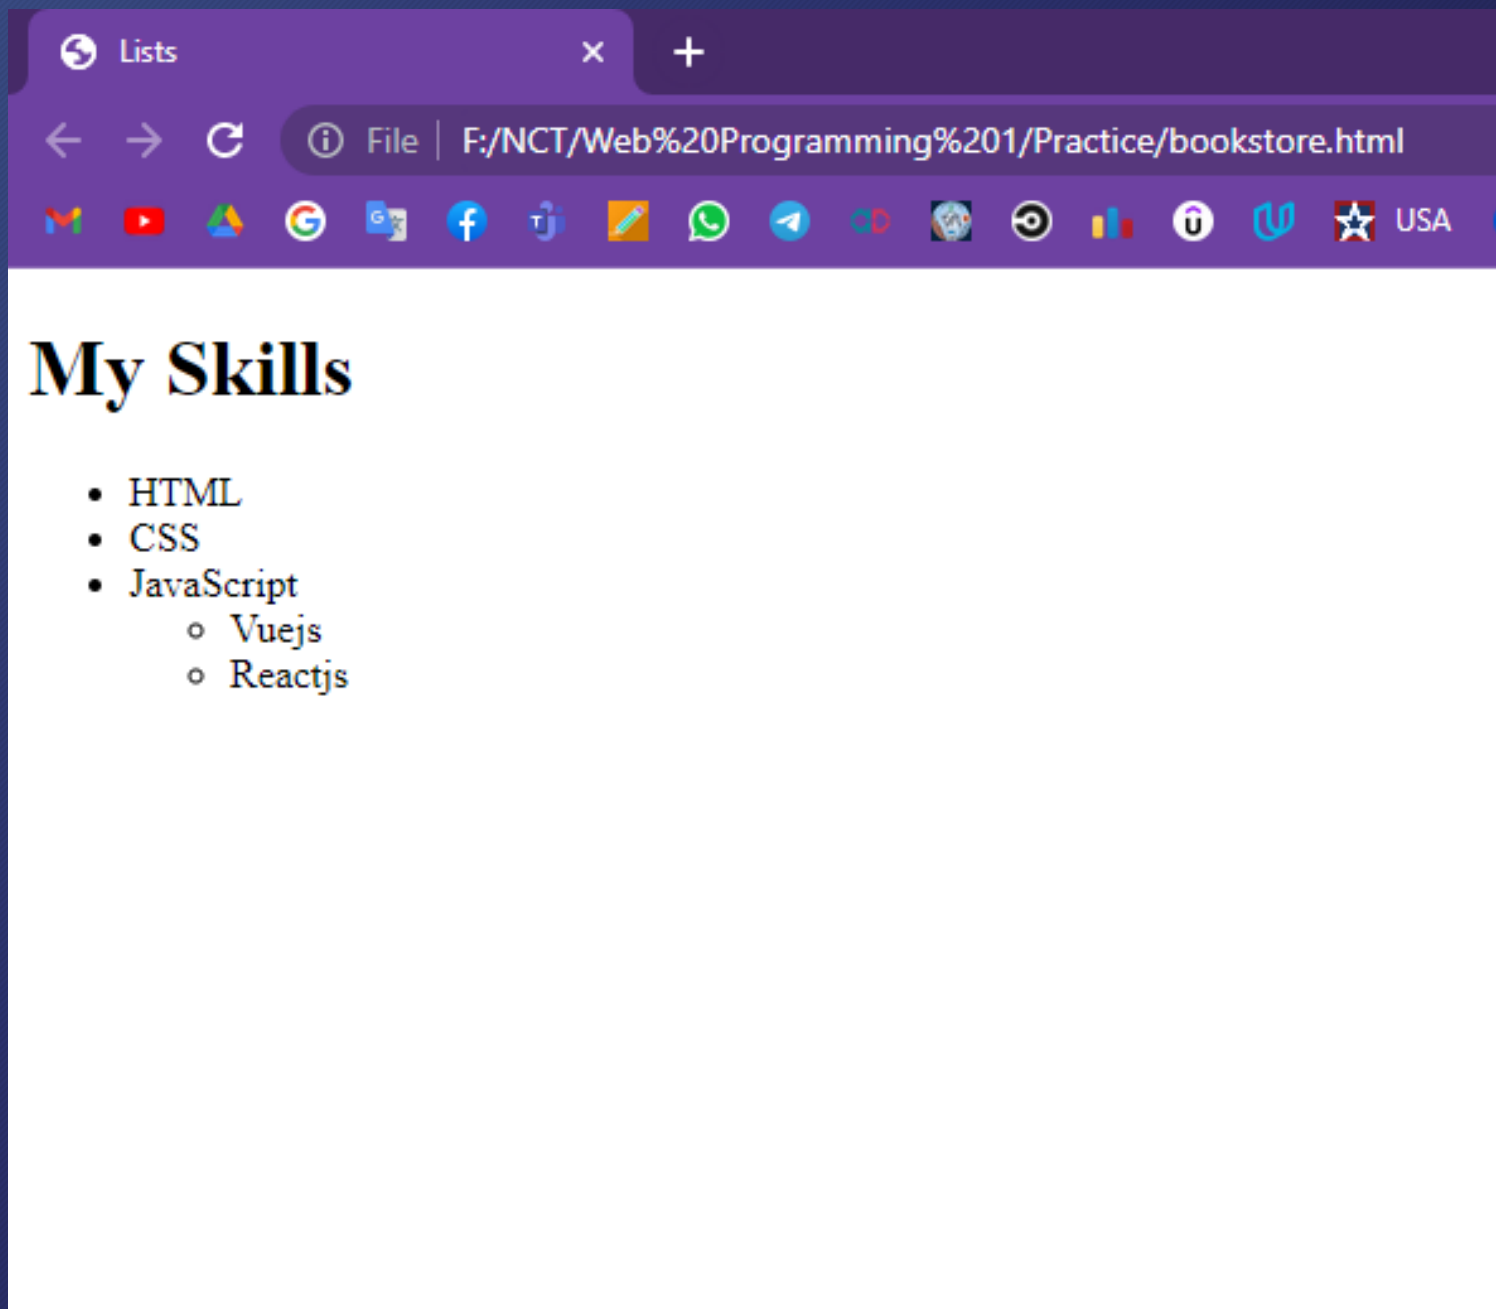 Lists
File F:/NCT/Web%20Programming%201/Practice/bookstore.html
USA
My Skills
HTML
CSS
JavaScript
Vuejs
Reactjs